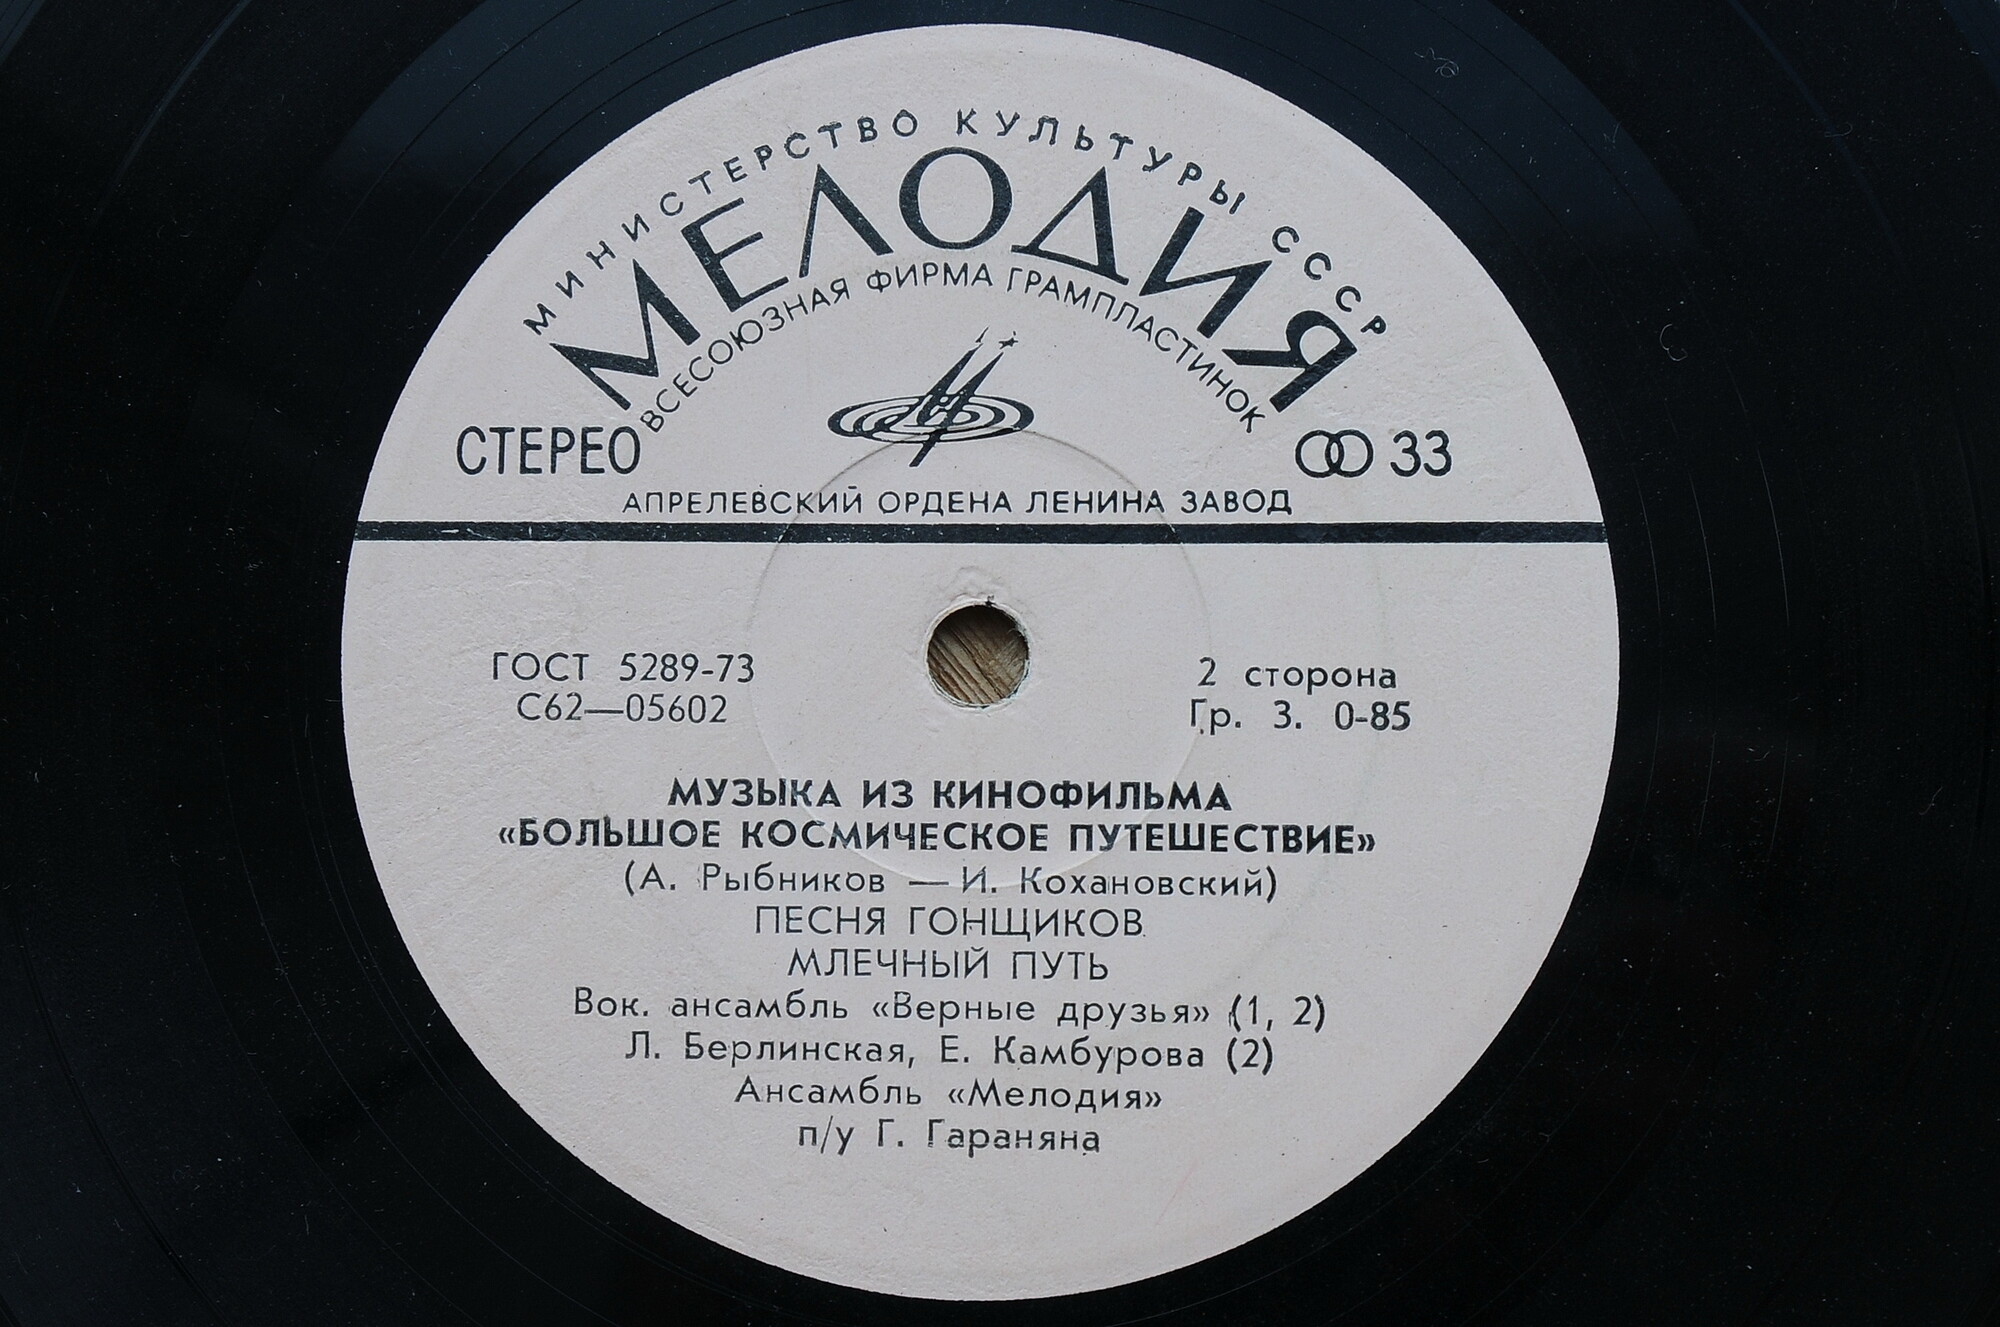 МИНИСТЕРСТВО КУЛЬТУРЫ СССР
МЕЛОДИЯ
ВСЕСОЮЗНАЯ ФИРМА ГРАМПЛАСТИНОК
СТЕРЕО 33
АПРЕЛЕВСКИЙ ОРДЕНА ЛЕНИНА ЗАВОД
ГОСТ 5289-73
С62—05602
2 сторона
Гр. 3. 0-85
МУЗЫКА ИЗ КИНОФИЛЬМА
«БОЛЬШОЕ КОСМИЧЕСКОЕ ПУТЕШЕСТВИЕ»
(А. Рыбников — И. Кохановский)
ПЕСНЯ ГОНЩИКОВ
МЛЕЧНЫЙ ПУТЬ
Вок. ансамбль «Верные друзья» (1, 2)
Л. Берлинская, Е. Камбурова (2)
Ансамбль «Мелодия»
п/у Г. Гараняна